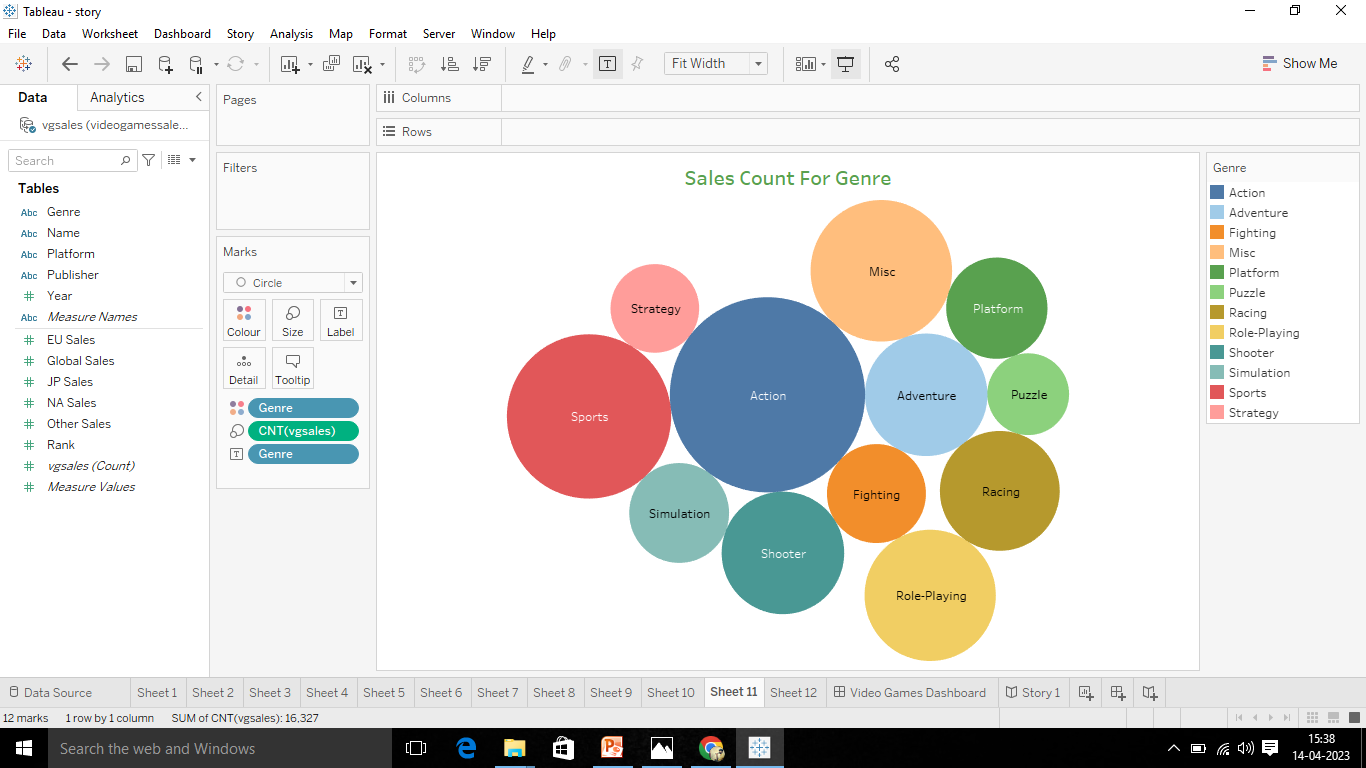 Tableau - story
File Data Worksheet Dashboard Story Analysis Map Format Server Window Help
Fit Width
Show Me
Data Analytics
vgsales (videogamessale...
Search
Tables
Abc Genre
Abc Name
Abc Platform
Abc Publisher
# Year
Abc Measure Names
# EU Sales
# Global Sales
# JP Sales
# NA Sales
# Other Sales
# Rank
# vgsales (Count)
# Measure Values
Pages
Filters
Marks
Circle
Colour Size Label
Detail Tooltip
Genre
CNT(vgsales)
Genre
Columns
Rows
Sales Count For Genre
Misc
Strategy
Platform
Action
Adventure
Puzzle
Sports
Fighting
Racing
Simulation
Shooter
Role-Playing
Genre
Action
Adventure
Fighting
Misc
Platform
Puzzle
Racing
Role-Playing
Shooter
Simulation
Sports
Strategy
Data Source Sheet 1 Sheet 2 Sheet 3 Sheet 4 Sheet 5 Sheet 6 Sheet 7 Sheet 8 Sheet 9 Sheet 10 Sheet 11 Sheet 12 Video Games Dashboard Story 1
12 marks 1 row by 1 column SUM of CNT(vgsales): 16,327
Search the web and Windows
15:38
14-04-2023